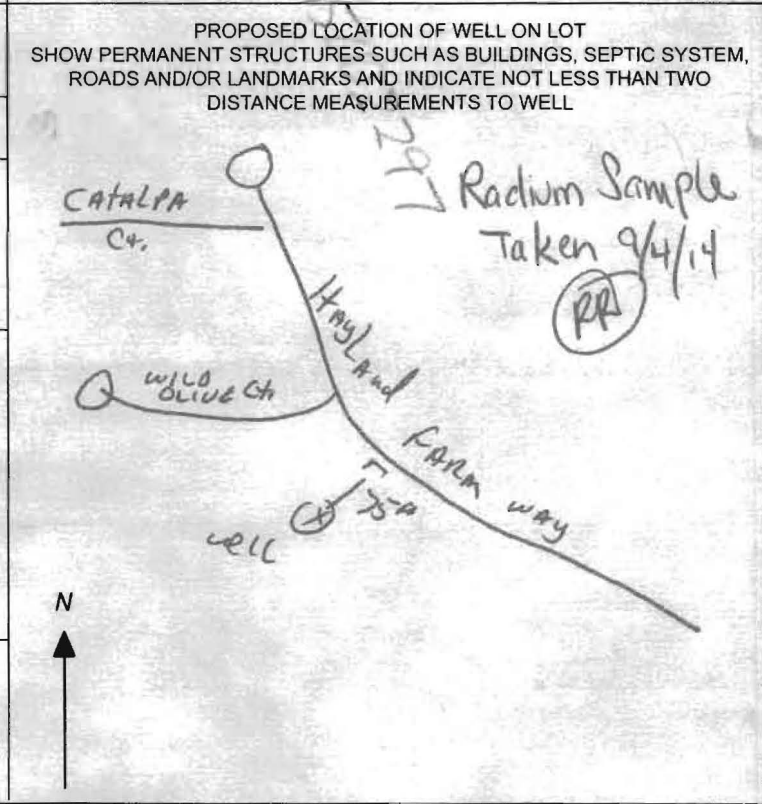 PROPOSED LOCATION OF WELL ON LOT
SHOW PERMANENT STRUCTURES SUCH AS BUILDINGS, SEPTIC SYSTEM,
ROADS AND/OR LANDMARKS AND INDICATE NOT LESS THAN TWO
DISTANCE MEASUREMENTS TO WELL
297
Radium Sample
Taken 9/4/14
RR
CATALPA
Ct.
HAYLAND FARM WAY
WILD
OLIVE Ct.
75ft
well
N